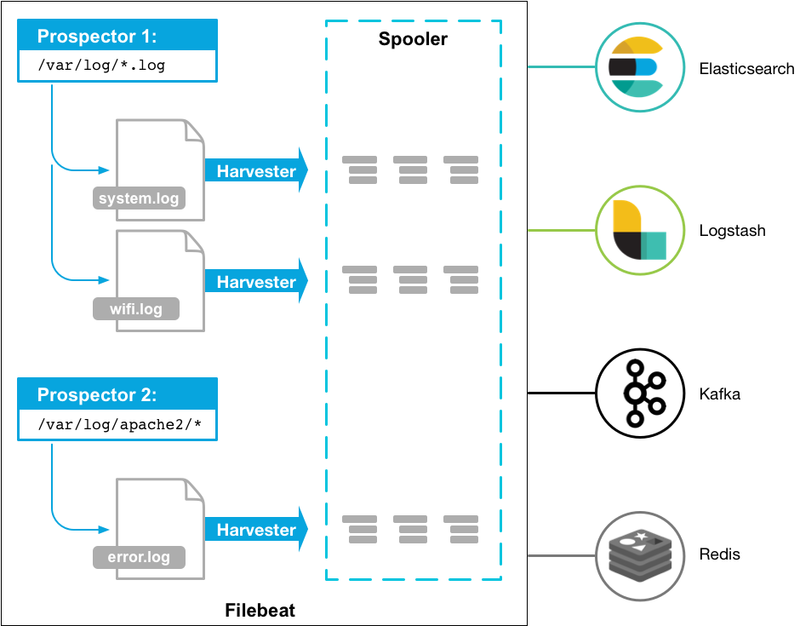 Prospector 1:
/var/log/*.log
Spooler
Harvester
system.log
Harvester
wifi.log
Prospector 2:
/var/log/apache2/*
Harvester
error.log
Filebeat
Elasticsearch
Logstash
Kafka
Redis